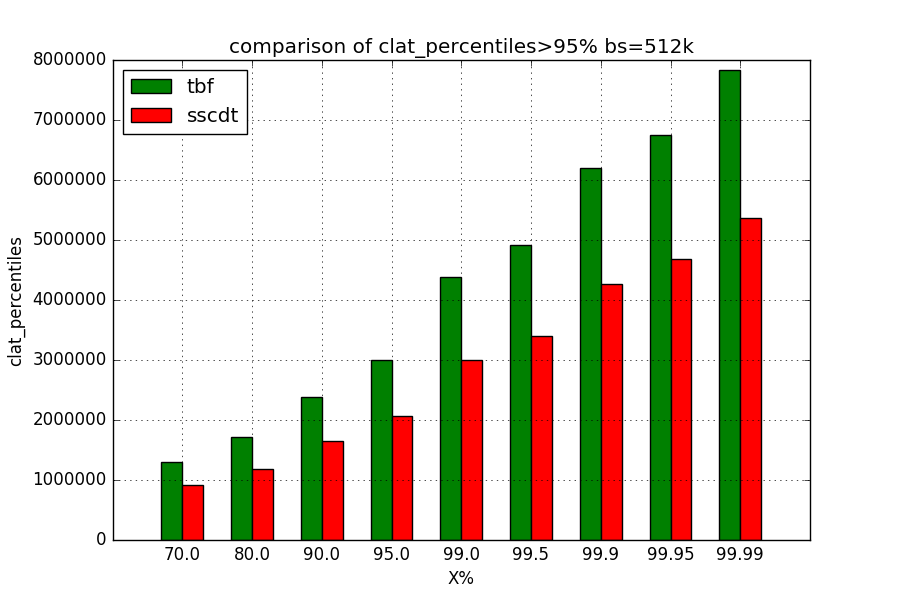 comparison of clat_percentiles>95% bs=512k
8000000
7000000
6000000
5000000
4000000
3000000
2000000
1000000
0
clat_percentiles
tbf
sscdt
70.0 80.0 90.0 95.0 99.0 99.5 99.9 99.95 99.99
X%